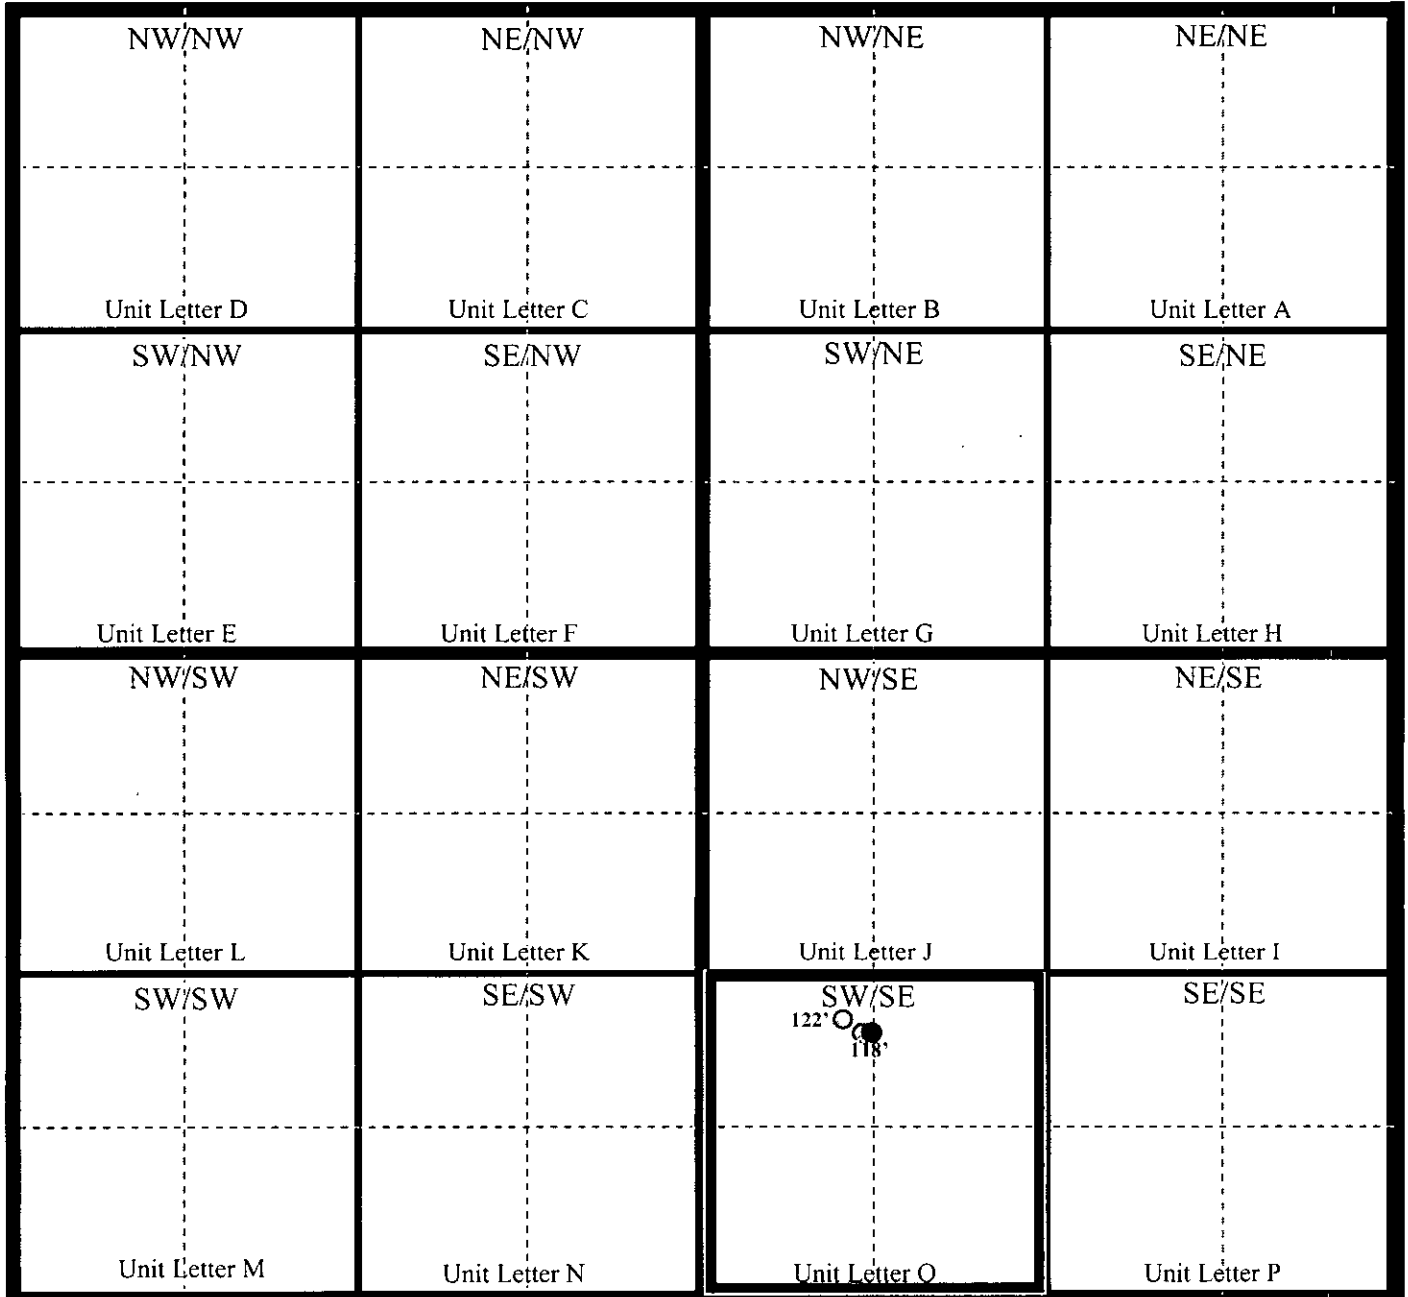 NW/NW NE/NW NW/NE NE/NE
Unit Letter D Unit Letter C Unit Letter B Unit Letter A
SW/NW SE/NW SW/NE SE/NE
Unit Letter E Unit Letter F Unit Letter G Unit Letter H
NW/SW NE/SW NW/SE NE/SE
Unit Letter L Unit Letter K Unit Letter J Unit Letter I
SW/SW SE/SW SW/SE SE/SE
122'
118'
Unit Letter M Unit Letter N Unit Letter O Unit Letter P